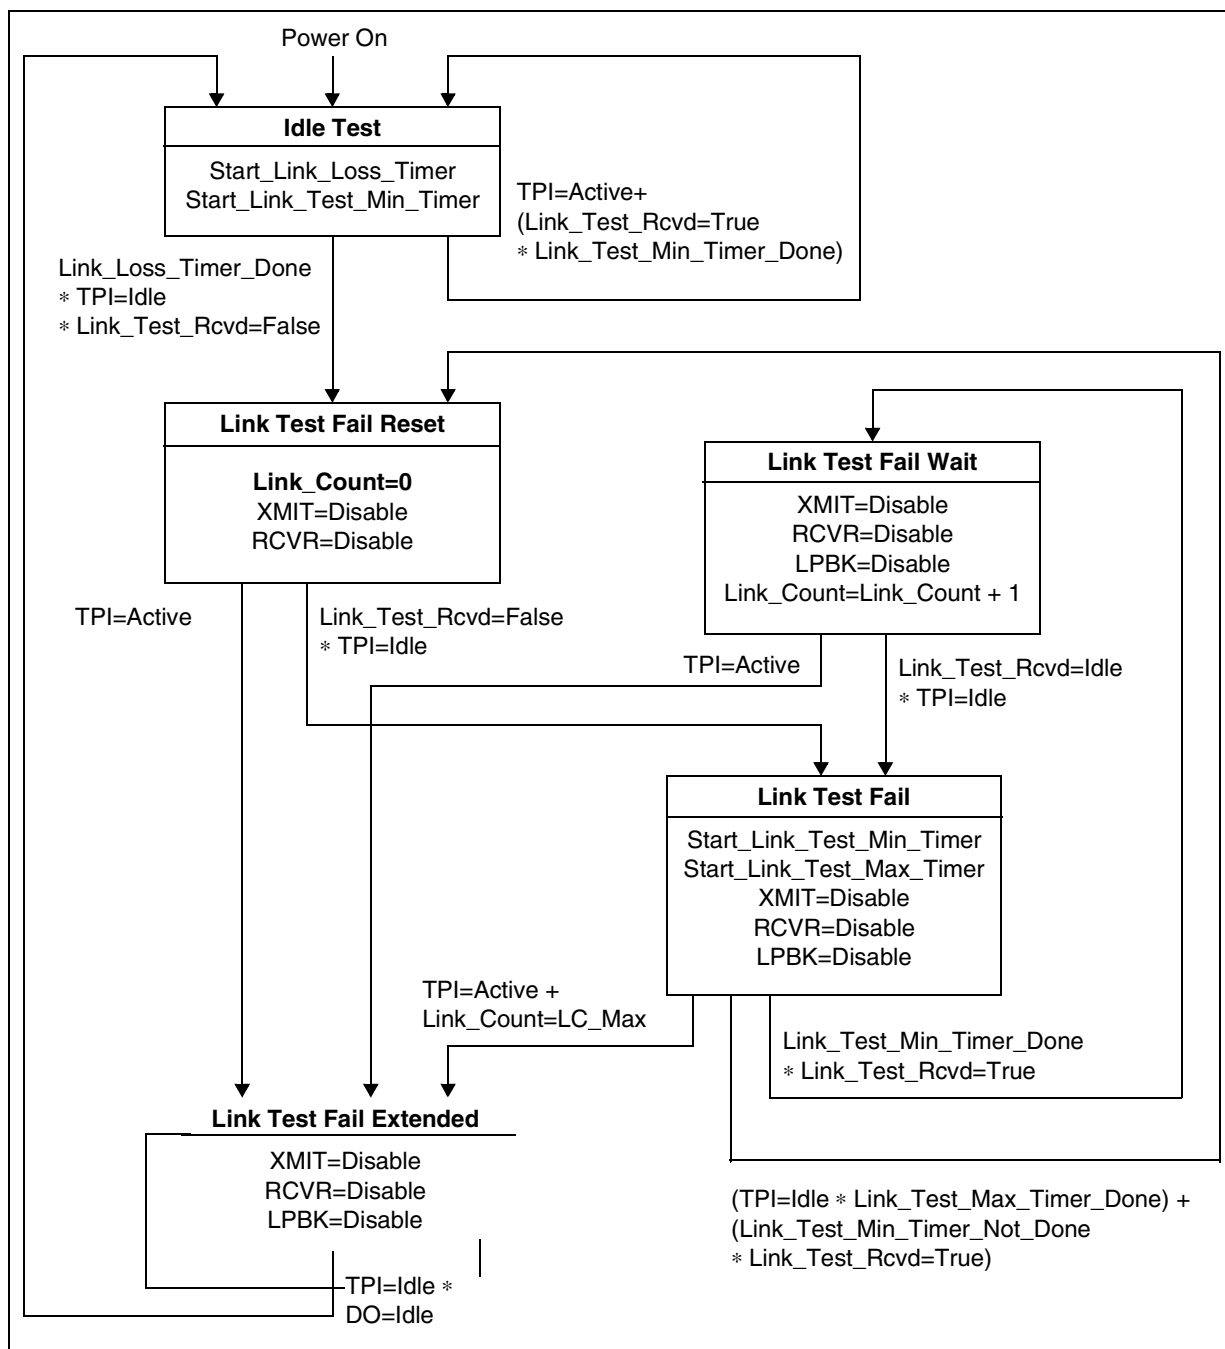 Power On
Idle Test
Start_Link_Loss_Timer
Start_Link_Test_Min_Timer
TPI=Active+
(Link_Test_Rcvd=True
* Link_Test_Min_Timer_Done)
Link_Loss_Timer_Done
* TPI=Idle
* Link_Test_Rcvd=False
Link Test Fail Reset
Link_Count=0
XMIT=Disable
RCVR=Disable
Link Test Fail Wait
XMIT=Disable
RCVR=Disable
LPBK=Disable
Link_Count=Link_Count + 1
TPI=Active
Link_Test_Rcvd=False
* TPI=Idle
TPI=Active
Link_Test_Rcvd=Idle
* TPI=Idle
Link Test Fail
Start_Link_Test_Min_Timer
Start_Link_Test_Max_Timer
XMIT=Disable
RCVR=Disable
LPBK=Disable
TPI=Active +
Link_Count=LC_Max
Link_Test_Min_Timer_Done
* Link_Test_Rcvd=True
Link Test Fail Extended
XMIT=Disable
RCVR=Disable
LPBK=Disable
(TPI=Idle * Link_Test_Max_Timer_Done) +
(Link_Test_Min_Timer_Not_Done
* Link_Test_Rcvd=True)
TPI=Idle *
DO=Idle